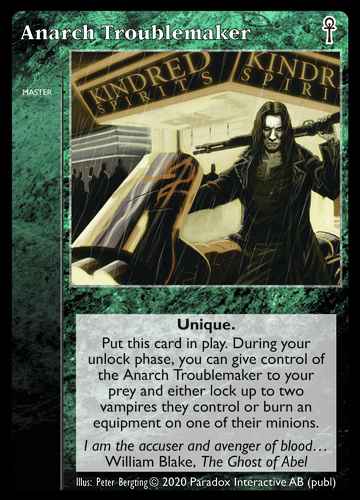 Anarch Troublemaker
KINDRED
SPIRITS
KINDR
SPIRI
MASTER
Unique.
Put this card in play. During your
unlock phase, you can give control of
the Anarch Troublemaker to your
prey and either lock up to two
vampires they control or burn an
equipment on one of their minions.
I am the accuser and avenger of blood…
William Blake, The Ghost of Abel
Illus: Peter Bergting © 2020 Paradox Interactive AB (publ)